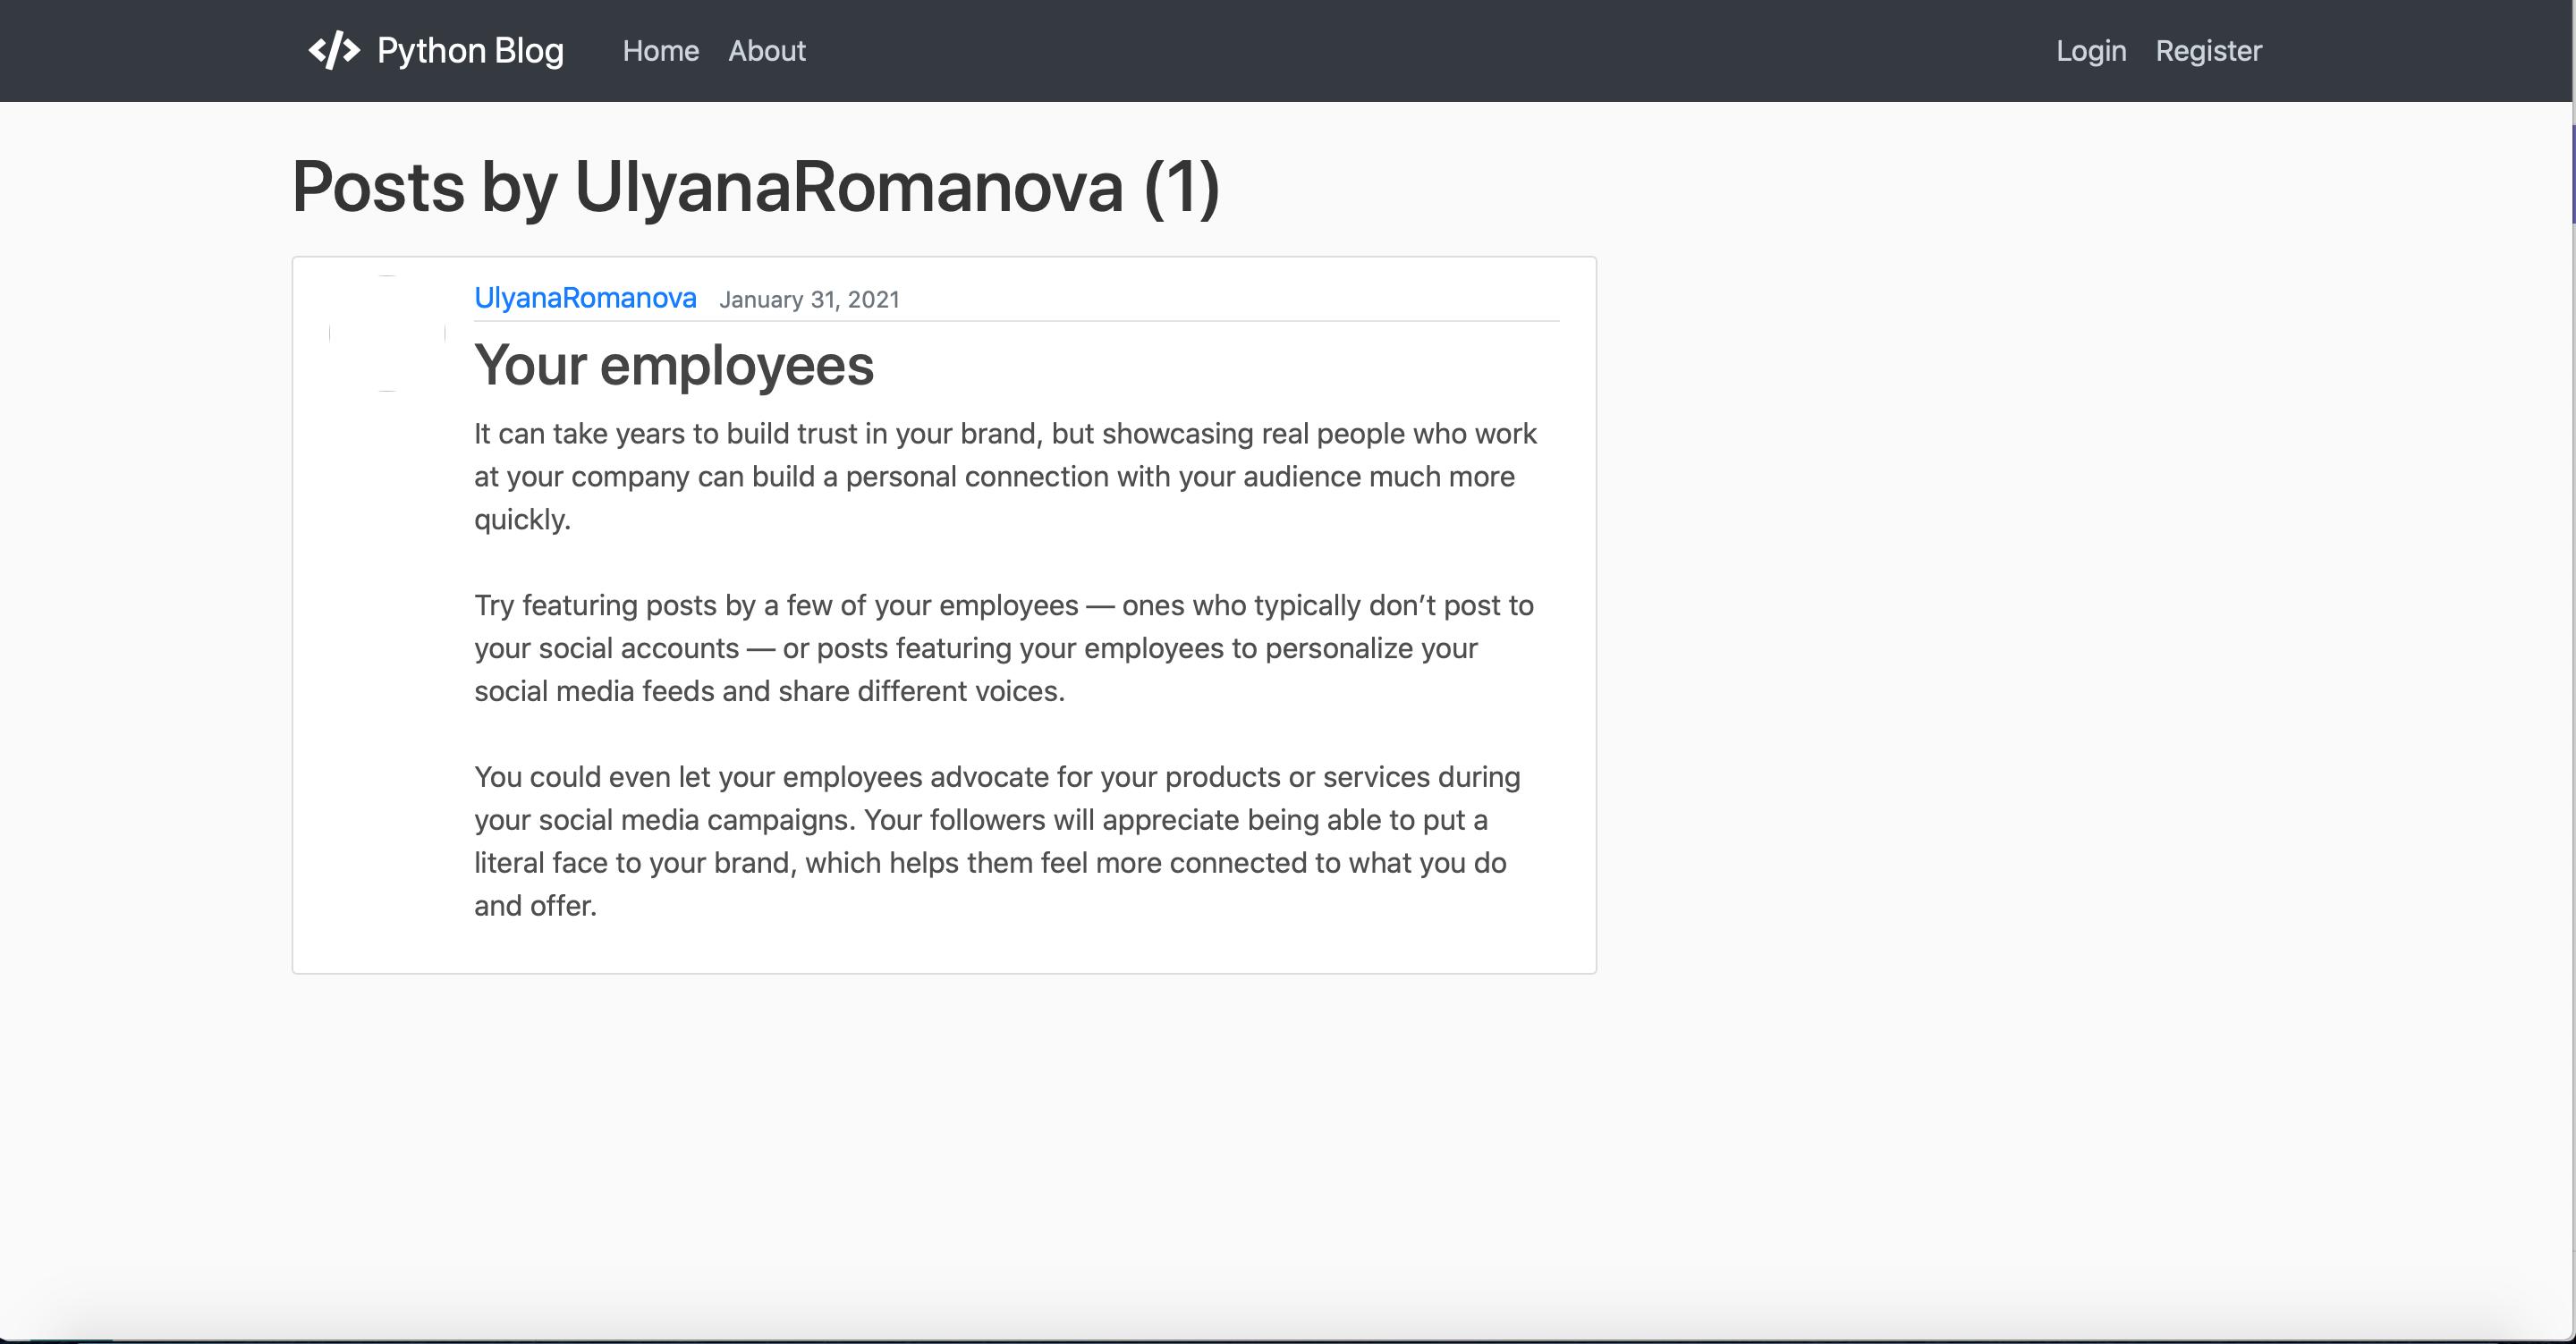 Python Blog Home About Login Register
Posts by UlyanaRomanova (1)
UlyanaRomanova January 31, 2021
Your employees
It can take years to build trust in your brand, but showcasing real people who work
at your company can build a personal connection with your audience much more
quickly.
Try featuring posts by a few of your employees — ones who typically don’t post to
your social accounts — or posts featuring your employees to personalize your
social media feeds and share different voices.
You could even let your employees advocate for your products or services during
your social media campaigns. Your followers will appreciate being able to put a
literal face to your brand, which helps them feel more connected to what you do
and offer.